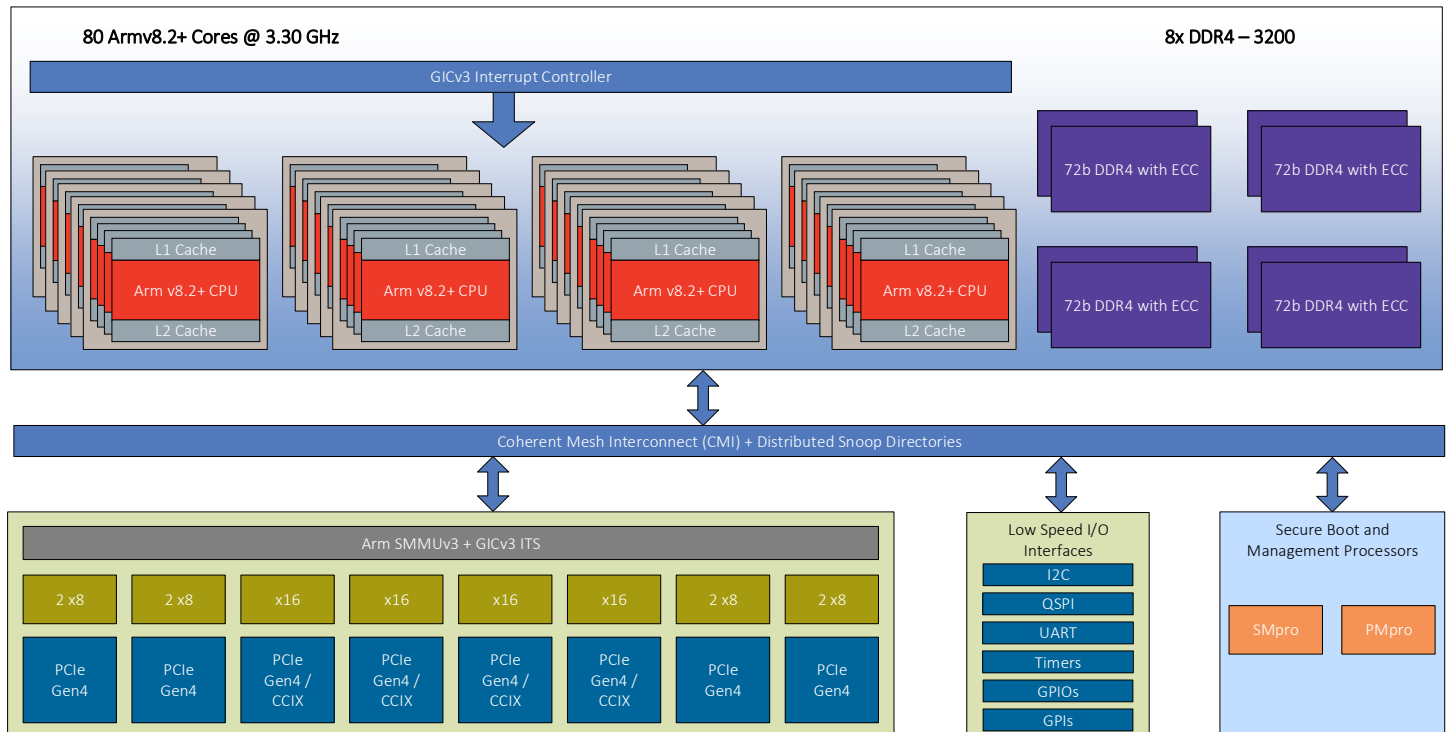 80 Armv8.2+ Cores @ 3.30 GHz
8x DDR4 – 3200
GICv3 Interrupt Controller
72b DDR4 with ECC
72b DDR4 with ECC
L1 Cache
Arm v8.2+ CPU
L2 Cache
L1 Cache
Arm v8.2+ CPU
L2 Cache
L1 Cache
Arm v8.2+ CPU
L2 Cache
L1 Cache
Arm v8.2+ CPU
L2 Cache
72b DDR4 with ECC
72b DDR4 with ECC
Coherent Mesh Interconnect (CMI) + Distributed Snoop Directories
Arm SMMUv3 + GICv3 ITS
2 x8
2 x8
x16
x16
x16
x16
2 x8
2 x8
PCIe
Gen4
PCIe
Gen4
PCIe
Gen4 /
CCIX
PCIe
Gen4 /
CCIX
PCIe
Gen4 /
CCIX
PCIe
Gen4 /
CCIX
PCIe
Gen4
PCIe
Gen4
Low Speed I/O
Interfaces
I2C
QSPI
UART
Timers
GPIOs
GPIs
Secure Boot and
Management Processors
SMpro
PMpro